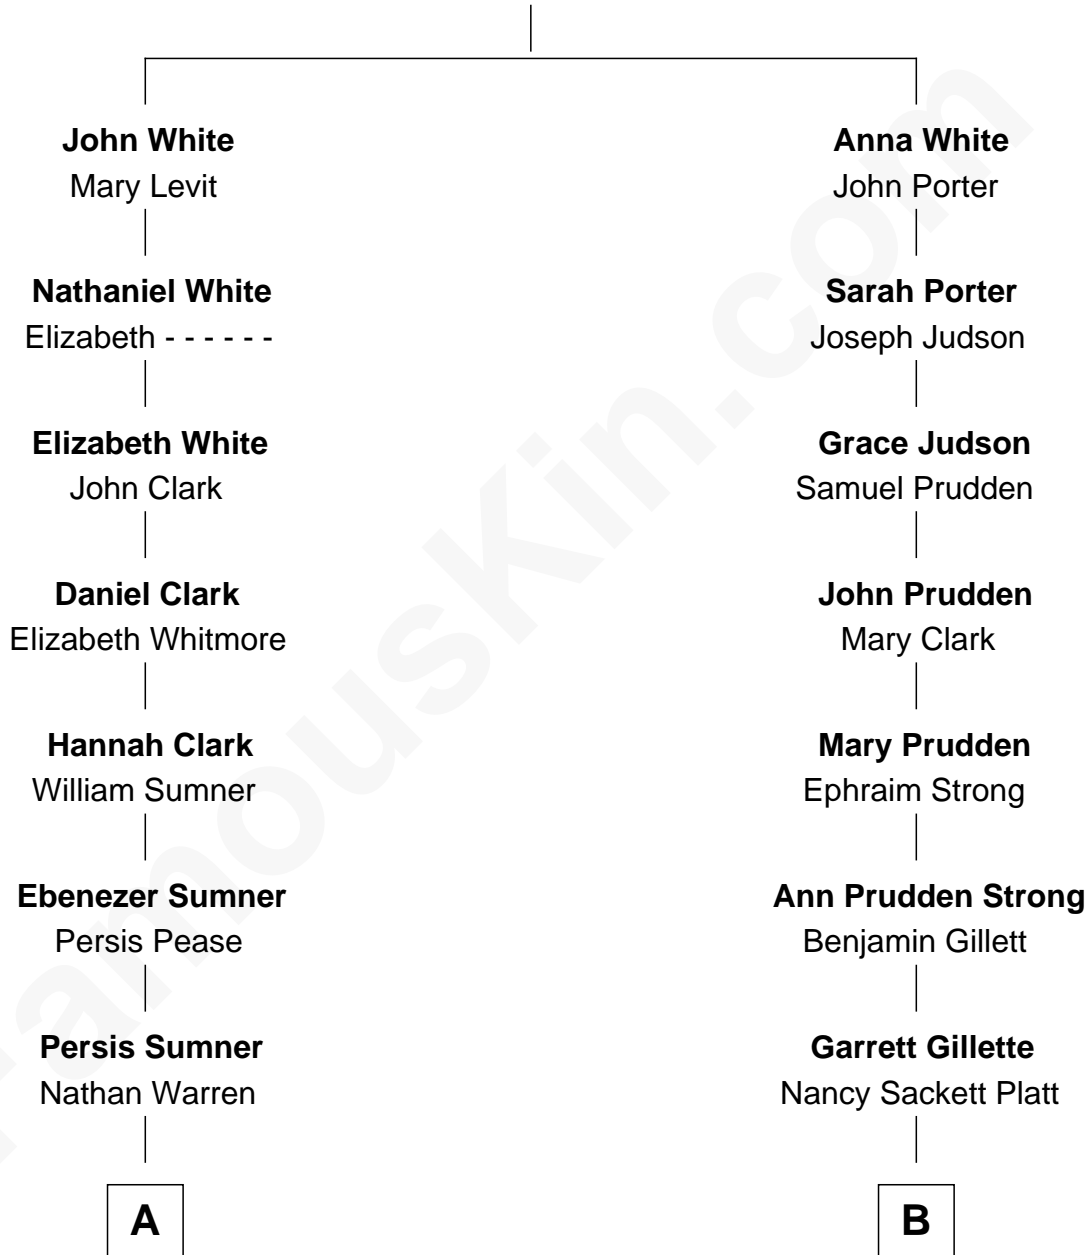 John White
Mary Levit
Nathaniel White
Elizabeth - - - - - -
Elizabeth White
John Clark
Daniel Clark
Elizabeth Whitmore
Hannah Clark
William Sumner
Ebenezer Sumner
Persis Pease
Persis Sumner
Nathan Warren
A
Anna White
John Porter
Sarah Porter
Joseph Judson
Grace Judson
Samuel Prudden
John Prudden
Mary Clark
Mary Prudden
Ephraim Strong
Ann Prudden Strong
Benjamin Gillett
Garrett Gillette
Nancy Sackett Platt
B
FamousKin.com